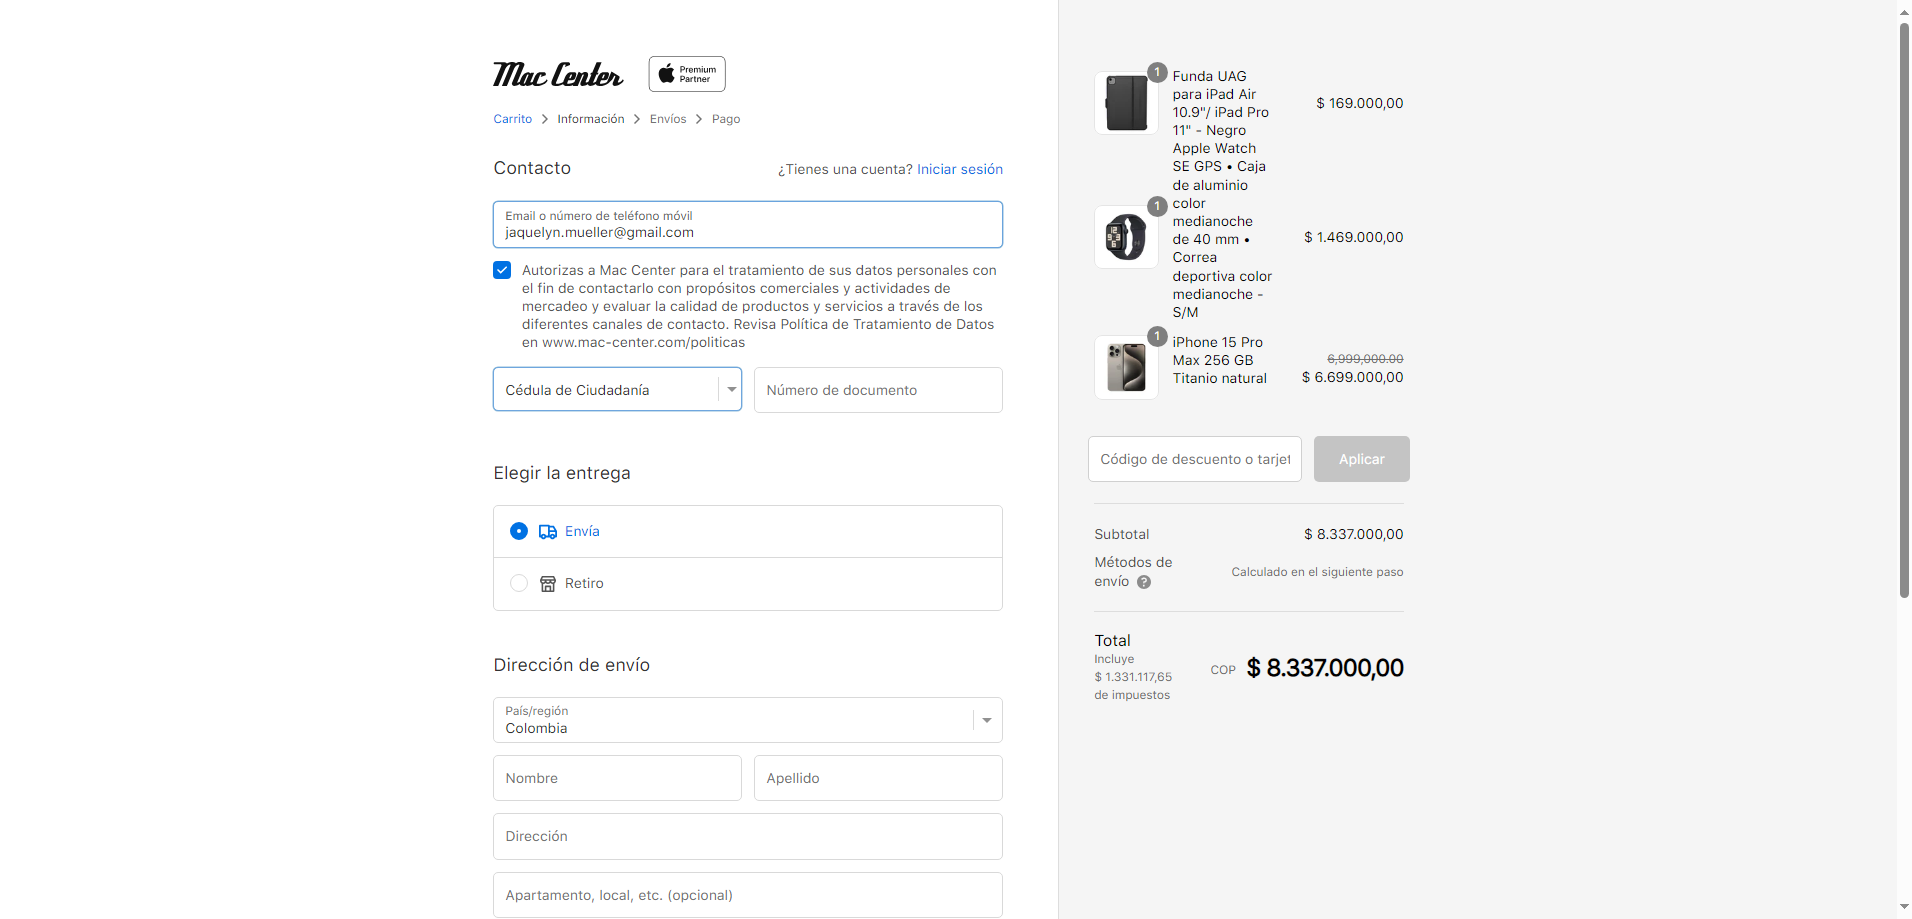 Mac Center
Premium
Partner
Carrito
Información
Envíos
Pago
Contacto
¿Tienes una cuenta? Iniciar sesión
Email o número de teléfono móvil
jaquelyn.mueller@gmail.com
Autorizas a Mac Center para el tratamiento de sus datos personales con
el fin de contactarlo con propósitos comerciales y actividades de
mercadeo y evaluar la calidad de productos y servicios a través de los
diferentes canales de contacto. Revisa Política de Tratamiento de Datos
en www.mac-center.com/politicas
Cédula de Ciudadanía
Número de documento
Elegir la entrega
Envía
Retiro
Dirección de envío
País/región
Colombia
Nombre
Apellido
Dirección
Apartamento, local, etc. (opcional)
1
Funda UAG
para iPad Air
10.9"/ iPad Pro
11" - Negro
$ 169.000,00
1
Apple Watch
SE GPS • Caja
de aluminio
color
medianoche
de 40 mm •
Correa
deportiva color
medianoche -
S/M
$ 1.469.000,00
1
iPhone 15 Pro
Max 256 GB
Titanio natural
6,999,000.00
$ 6.699.000,00
Código de descuento o tarjet
Aplicar
Subtotal
$ 8.337.000,00
Métodos de
envío ?
Calculado en el siguiente paso
Total
Incluye
$ 1.331.117,65
de impuestos
COP $ 8.337.000,00